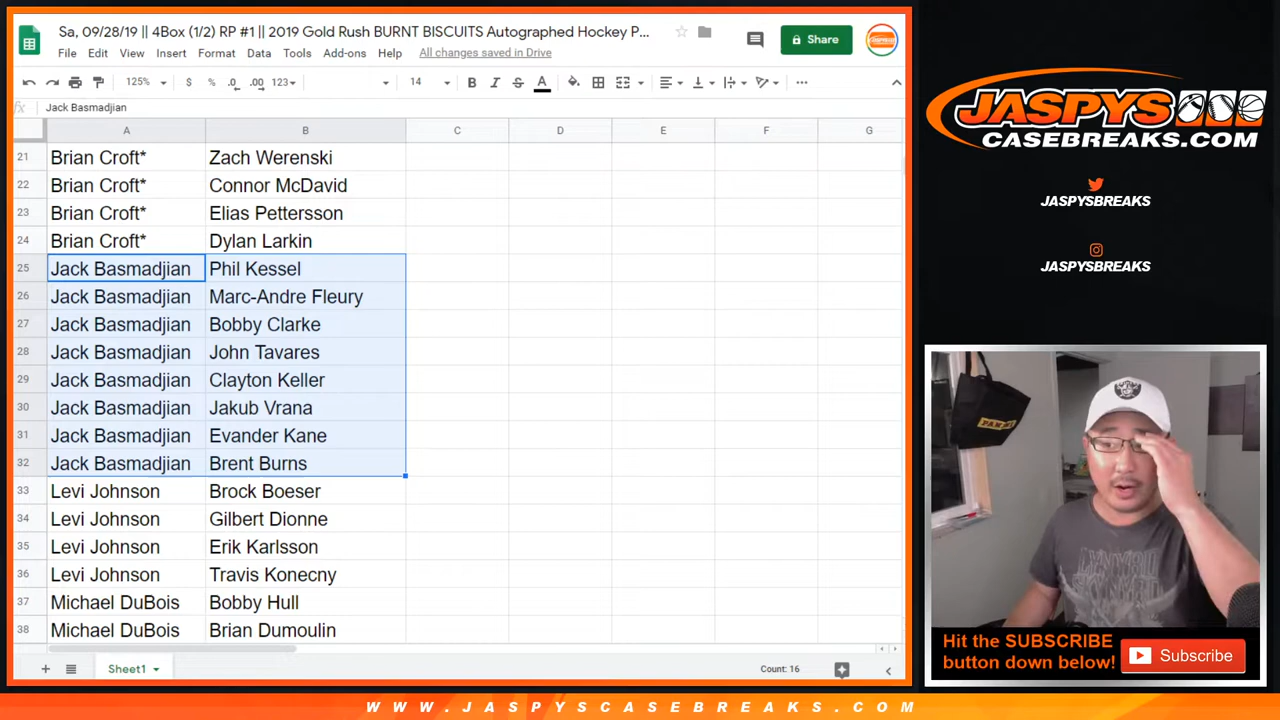 Sa, 09/28/19 || 4Box (1/2) RP #1 || 2019 Gold Rush BURNT BISCUITS Autographed Hockey P...
File Edit View Insert Format Data Tools Add-ons Help All changes saved in Drive
Share
125% $ % .0 .00 123 14 B I S A
fx Jack Basmadjian
A B C D E F G
21 Brian Croft* Zach Werenski
22 Brian Croft* Connor McDavid
23 Brian Croft* Elias Pettersson
24 Brian Croft* Dylan Larkin
25 Jack Basmadjian Phil Kessel
26 Jack Basmadjian Marc-Andre Fleury
27 Jack Basmadjian Bobby Clarke
28 Jack Basmadjian John Tavares
29 Jack Basmadjian Clayton Keller
30 Jack Basmadjian Jakub Vrana
31 Jack Basmadjian Evander Kane
32 Jack Basmadjian Brent Burns
33 Levi Johnson Brock Boeser
34 Levi Johnson Gilbert Dionne
35 Levi Johnson Erik Karlsson
36 Levi Johnson Travis Konecny
37 Michael DuBois Bobby Hull
38 Michael DuBois Brian Dumoulin
Sheet1
Count: 16
JASPYS
CASEBREAKS.COM
JASPYSBREAKS
JASPYSBREAKS
PANINI
Hit the SUBSCRIBE
button down below!
Subscribe
WWW.JASPYSCASEBREAKS.COM